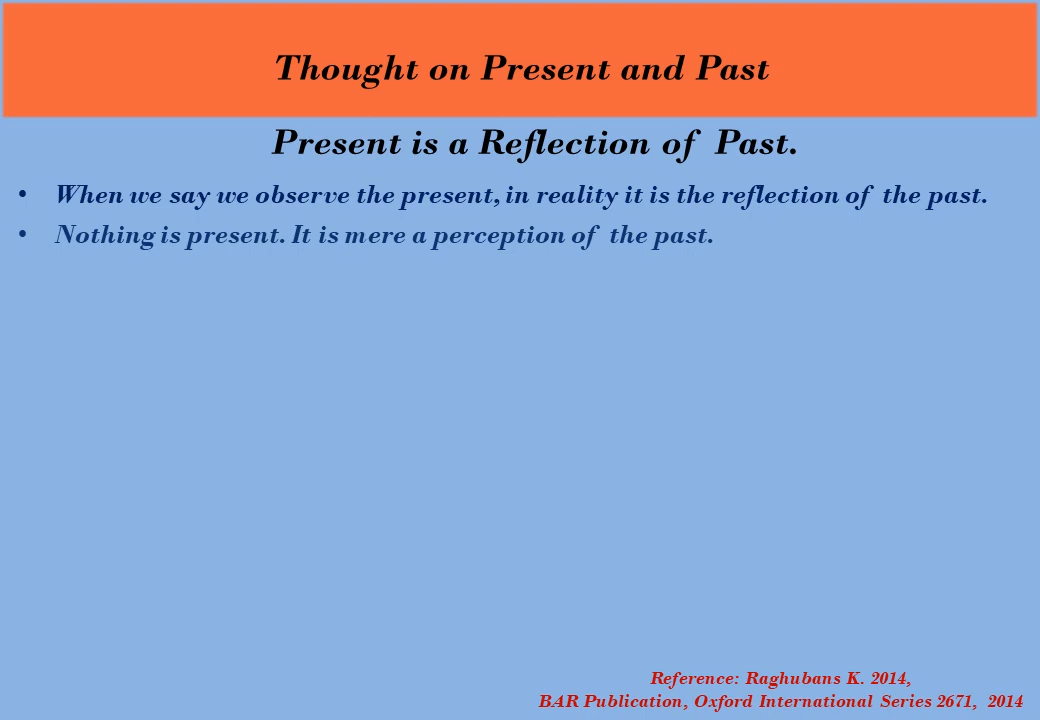 Thought on Present and Past
Present is a Reflection of Past.
• When we say we observe the present, in reality it is the reflection of the past.
• Nothing is present. It is mere a perception of the past.
Reference: Raghubans K. 2014,
BAR Publication, Oxford International Series 2671, 2014